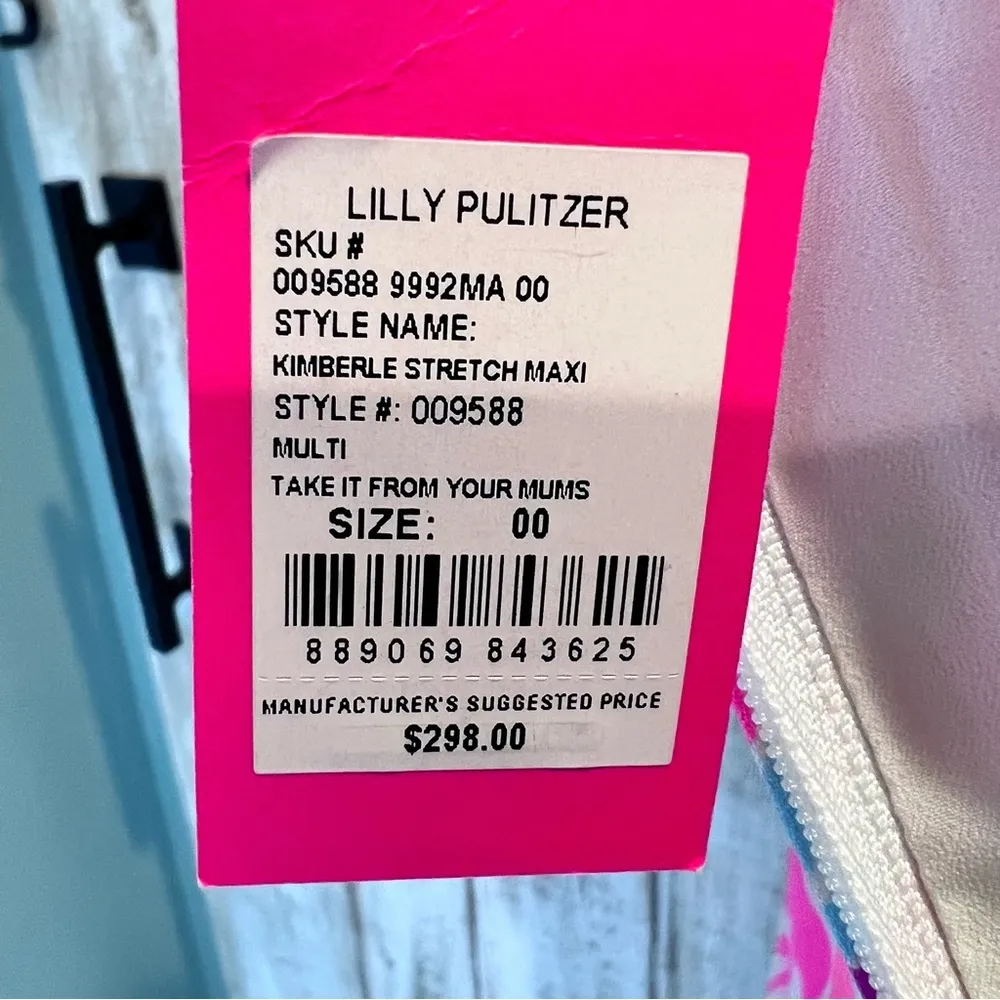 LILLY PULITZER
SKU #
009588 9992MA 00
STYLE NAME:
KIMBERLE STRETCH MAXI
STYLE #: 009588
MULTI
TAKE IT FROM YOUR MUMS
SIZE: 00
889069 843625
MANUFACTURER'S SUGGESTED PRICE
$298.00